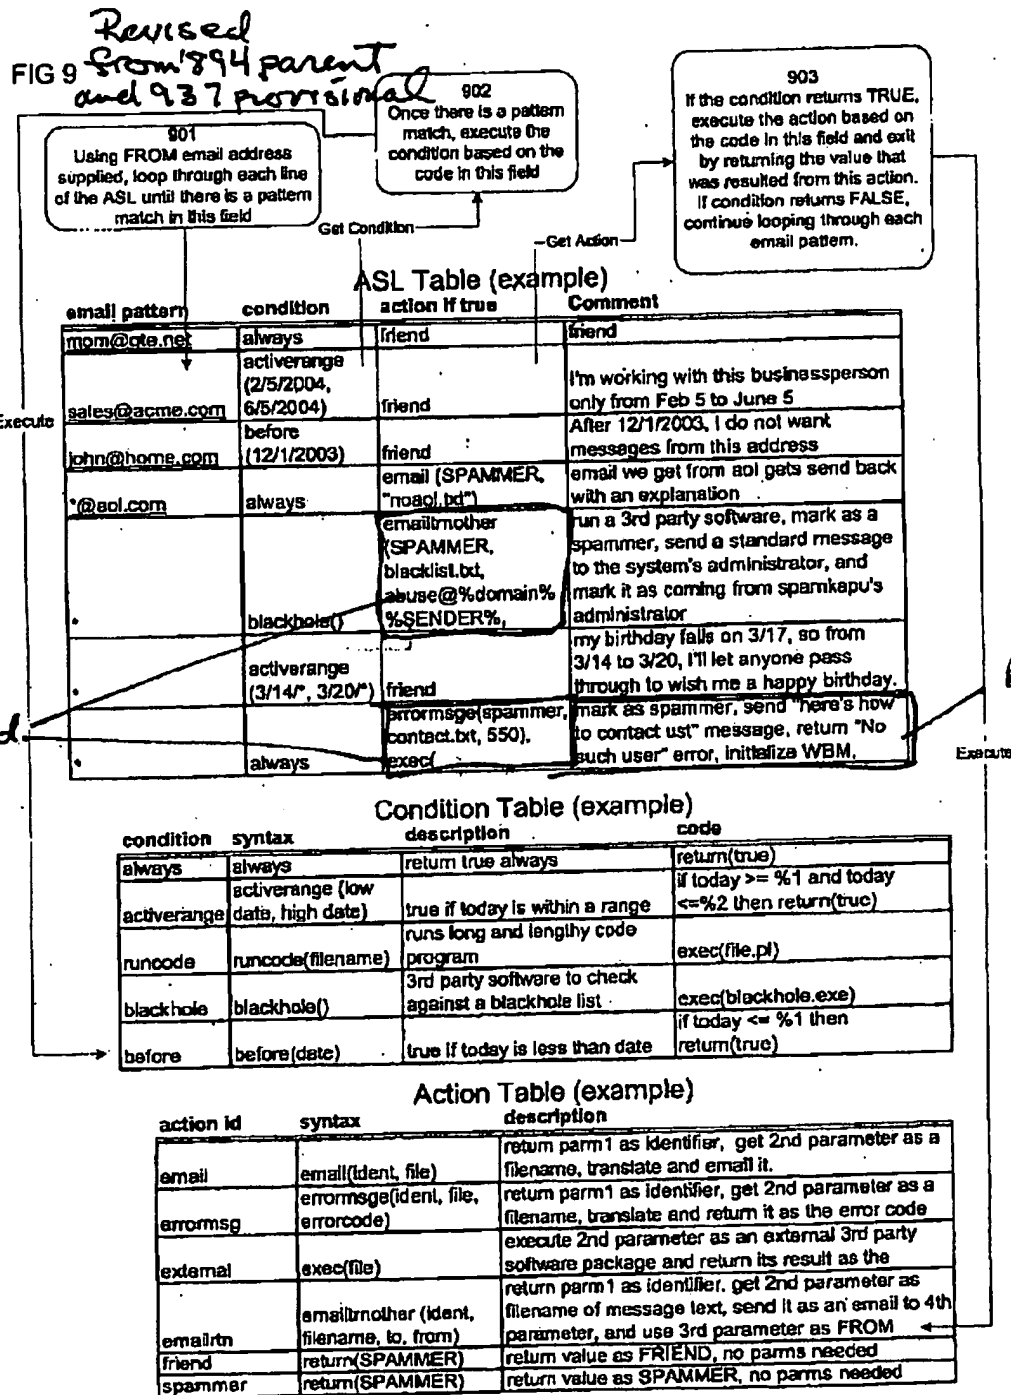 Revised
FIG 9 from '894 parent
and 937 provisional
901
Using FROM email address
supplied, loop through each line
of the ASL until there is a pattern
match in this field
902
Once there is a pattern
match, execute the
condition based on the
code in this field
903
If the condition returns TRUE,
execute the action based on
the code in this field and exit
by returning the value that
was resulted from this action.
If condition returns FALSE,
continue looping through each
email pattern.
Get Condition
Get Action
Execute
Execute
ASL Table (example)
email pattern condition action if true Comment
mom@gte.net always friend friend
activerange
(2/5/2004,
6/5/2004)
sales@acme.com friend
I'm working with this businessperson
only from Feb 5 to June 5
before
(12/1/2003)
john@home.com friend
After 12/1/2003, I do not want
messages from this address
*@aol.com always
email (SPAMMER,
"noaol.txt")
email we get from aol gets send back
with an explanation
* blackhole()
emailtrnother
(SPAMMER,
blacklist.txt,
abuse@%domain%
%SENDER%,
run a 3rd party software, mark as a
spammer, send a standard message
to the system's administrator, and
mark it as coming from spamkapu's
administrator
* activerange
(3/14/*, 3/20/*) friend
my birthday falls on 3/17, so from
3/14 to 3/20, I'll let anyone pass
through to wish me a happy birthday.
* always
errormsge(spammer,
contact.txt, 550),
exec(
mark as spammer, send "here's how
to contact ust" message, return "No
such user" error, initialize WBM,
d.
Condition Table (example)
condition syntax description code
always always return true always return(true)
activerange activerange (low
date, high date) true if today is within a range
if today >= %1 and today
<=%2 then return(true)
runcode runcode(filename)
runs long and lengthy code
program exec(file.pl)
blackhole blackhole()
3rd party software to check
against a blackhole list exec(blackhole.exe)
before before(date) true if today is less than date
if today <= %1 then
return(true)
Action Table (example)
action id syntax description
email email(ident, file)
return parm1 as identifier, get 2nd parameter as a
filename, translate and email it.
errormsg errormsge(ident, file,
errorcode)
return parm1 as identifier, get 2nd parameter as a
filename, translate and return it as the error code
external exec(file)
execute 2nd parameter as an external 3rd party
software package and return its result as the
emailrtn emailtrnother (ident,
filename, to, from)
return parm1 as identifier, get 2nd parameter as
filename of message text, send it as an email to 4th
parameter, and use 3rd parameter as FROM
friend return(SPAMMER) return value as FRIEND, no parms needed
spammer return(SPAMMER) return value as SPAMMER, no parms needed